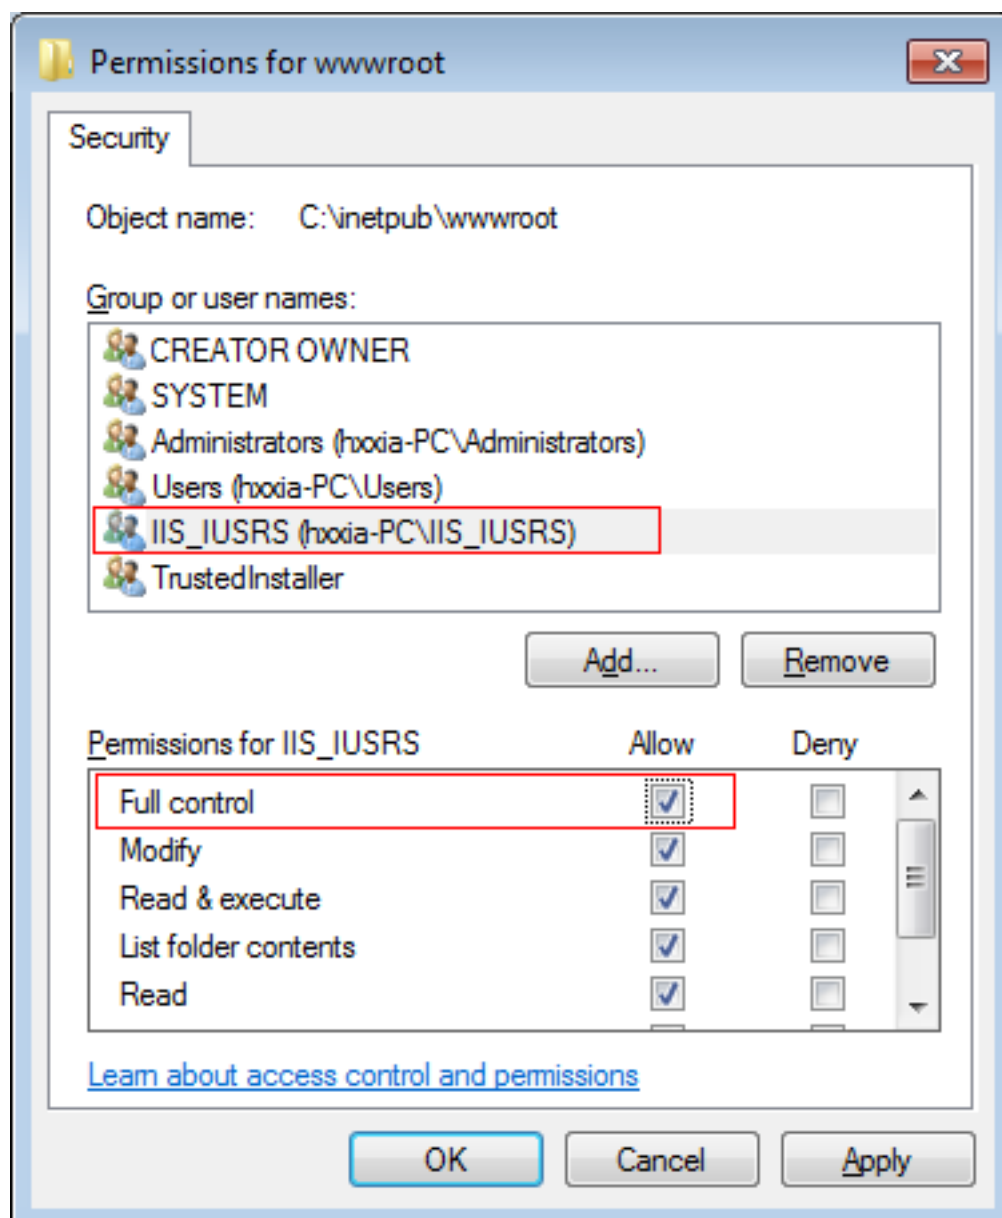 Permissions for wwwroot
Security
Object name: C:\inetpub\wwwroot
Group or user names:
CREATOR OWNER
SYSTEM
Administrators (hxxia-PC\Administrators)
Users (hxxia-PC\Users)
IIS_IUSRS (hxxia-PC\IIS_IUSRS)
TrustedInstaller
Add... Remove
Permissions for IIS_IUSRS Allow Deny
Full control
Modify
Read & execute
List folder contents
Read
Learn about access control and permissions
OK Cancel Apply